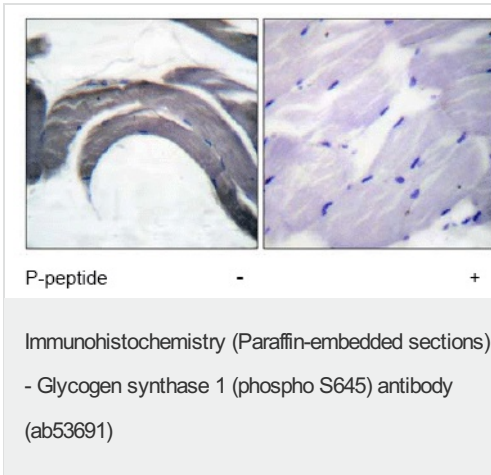 P-peptide - +
Immunohistochemistry (Paraffin-embedded sections)
- Glycogen synthase 1 (phospho S645) antibody
(ab53691)